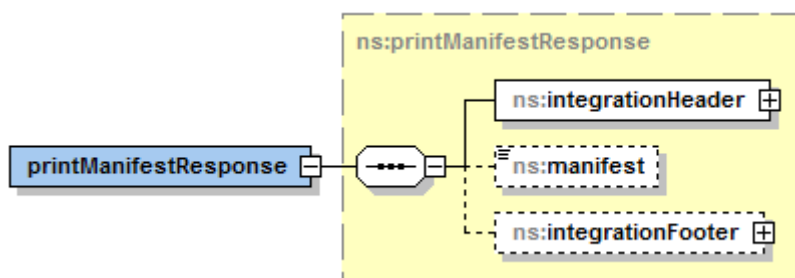 ns:printManifestResponse
ns:integrationHeader
printManifestResponse
ns:manifest
ns:integrationFooter